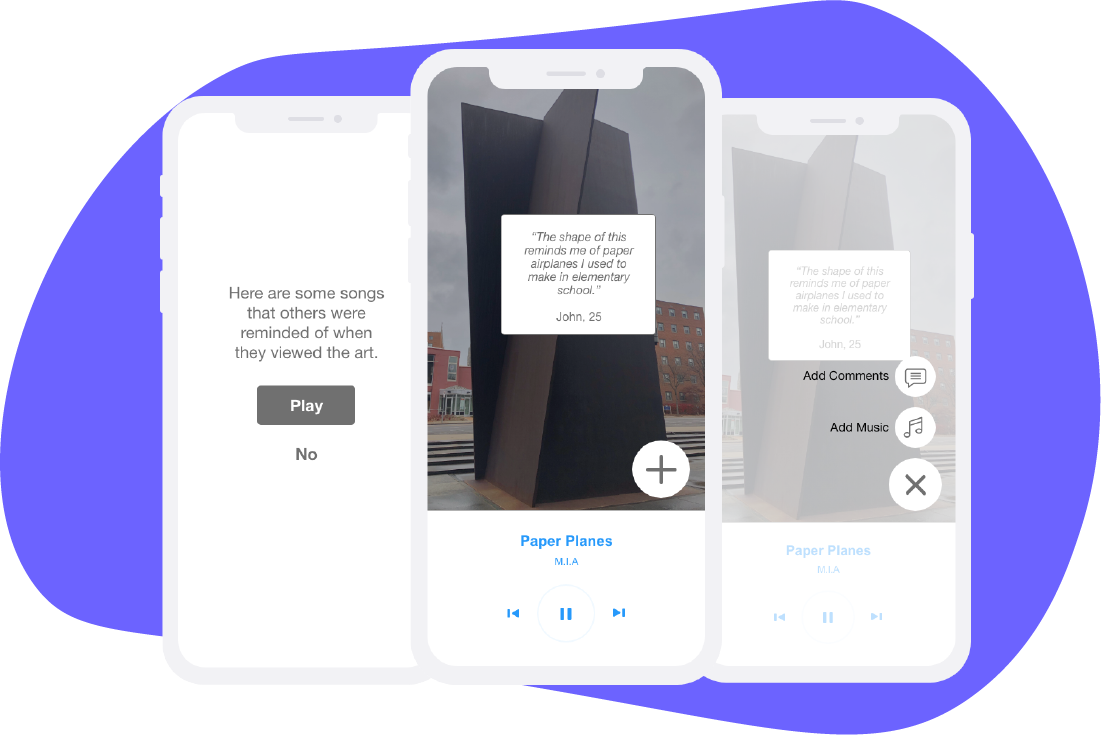 Here are some songs
that others were
reminded of when
they viewed the art.
Play
No
“The shape of this
reminds me of paper
airplanes I used to
make in elementary
school.”
John, 25
Paper Planes
M.I.A
“The shape of this
reminds me of paper
airplanes I used to
make in elementary
school.”
John, 25
Add Comments
Add Music
Paper Planes
M.I.A